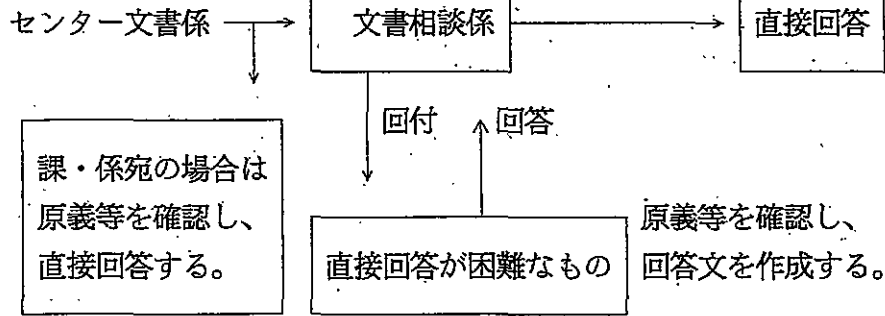 センター文書係
文書相談係
直接回答
回付
回答
課・係宛の場合は
原義等を確認し、
直接回答する。
直接回答が困難なもの
原義等を確認し、
回答文を作成する。